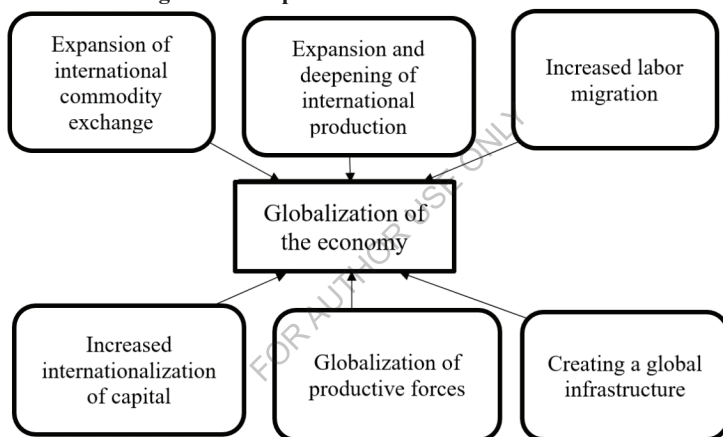 Expansion of
international
commodity
exchange
Expansion and
deepening of
international
production
Increased labor
migration
Globalization of
the economy
Increased
internationalization
of capital
Globalization of
productive forces
Creating a global
infrastructure
FOR AUTHOR USE ONLY